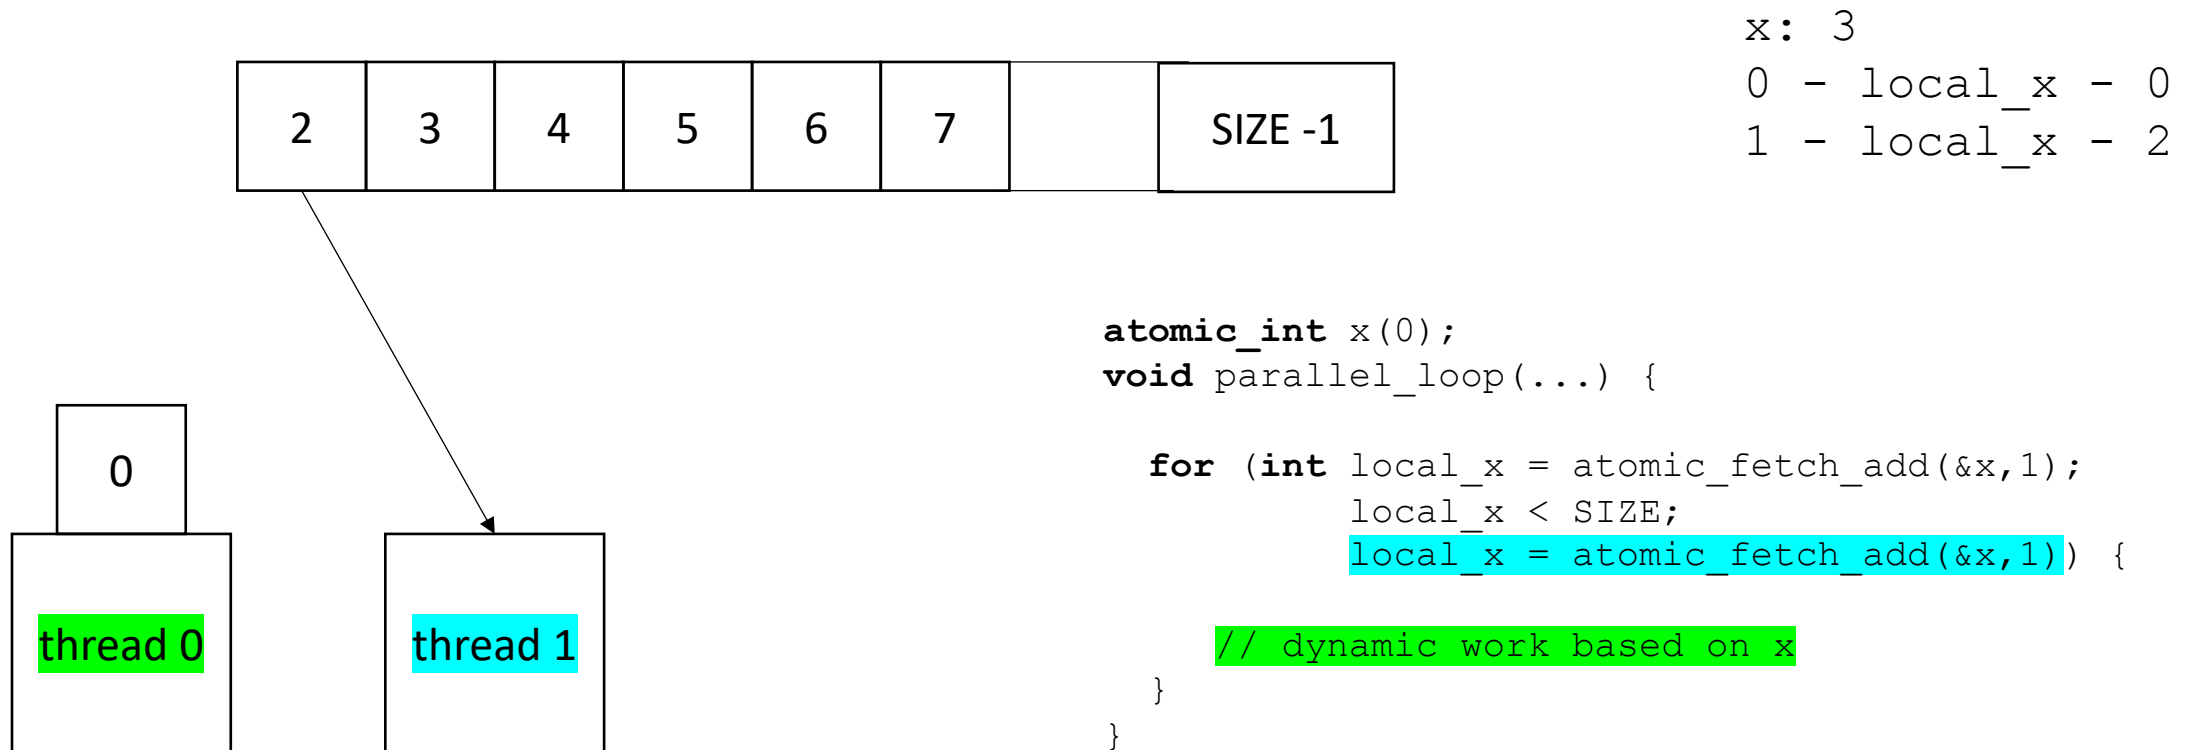 x: 3
0 - local_x - 0
1 - local_x - 2
2 3 4 5 6 7 SIZE -1
atomic_int x(0);
void parallel_loop(...) {
for (int local_x = atomic_fetch_add(&x,1);
local_x < SIZE;
local_x = atomic_fetch_add(&x,1)) {
// dynamic work based on x
}
}
0
thread 0
thread 1